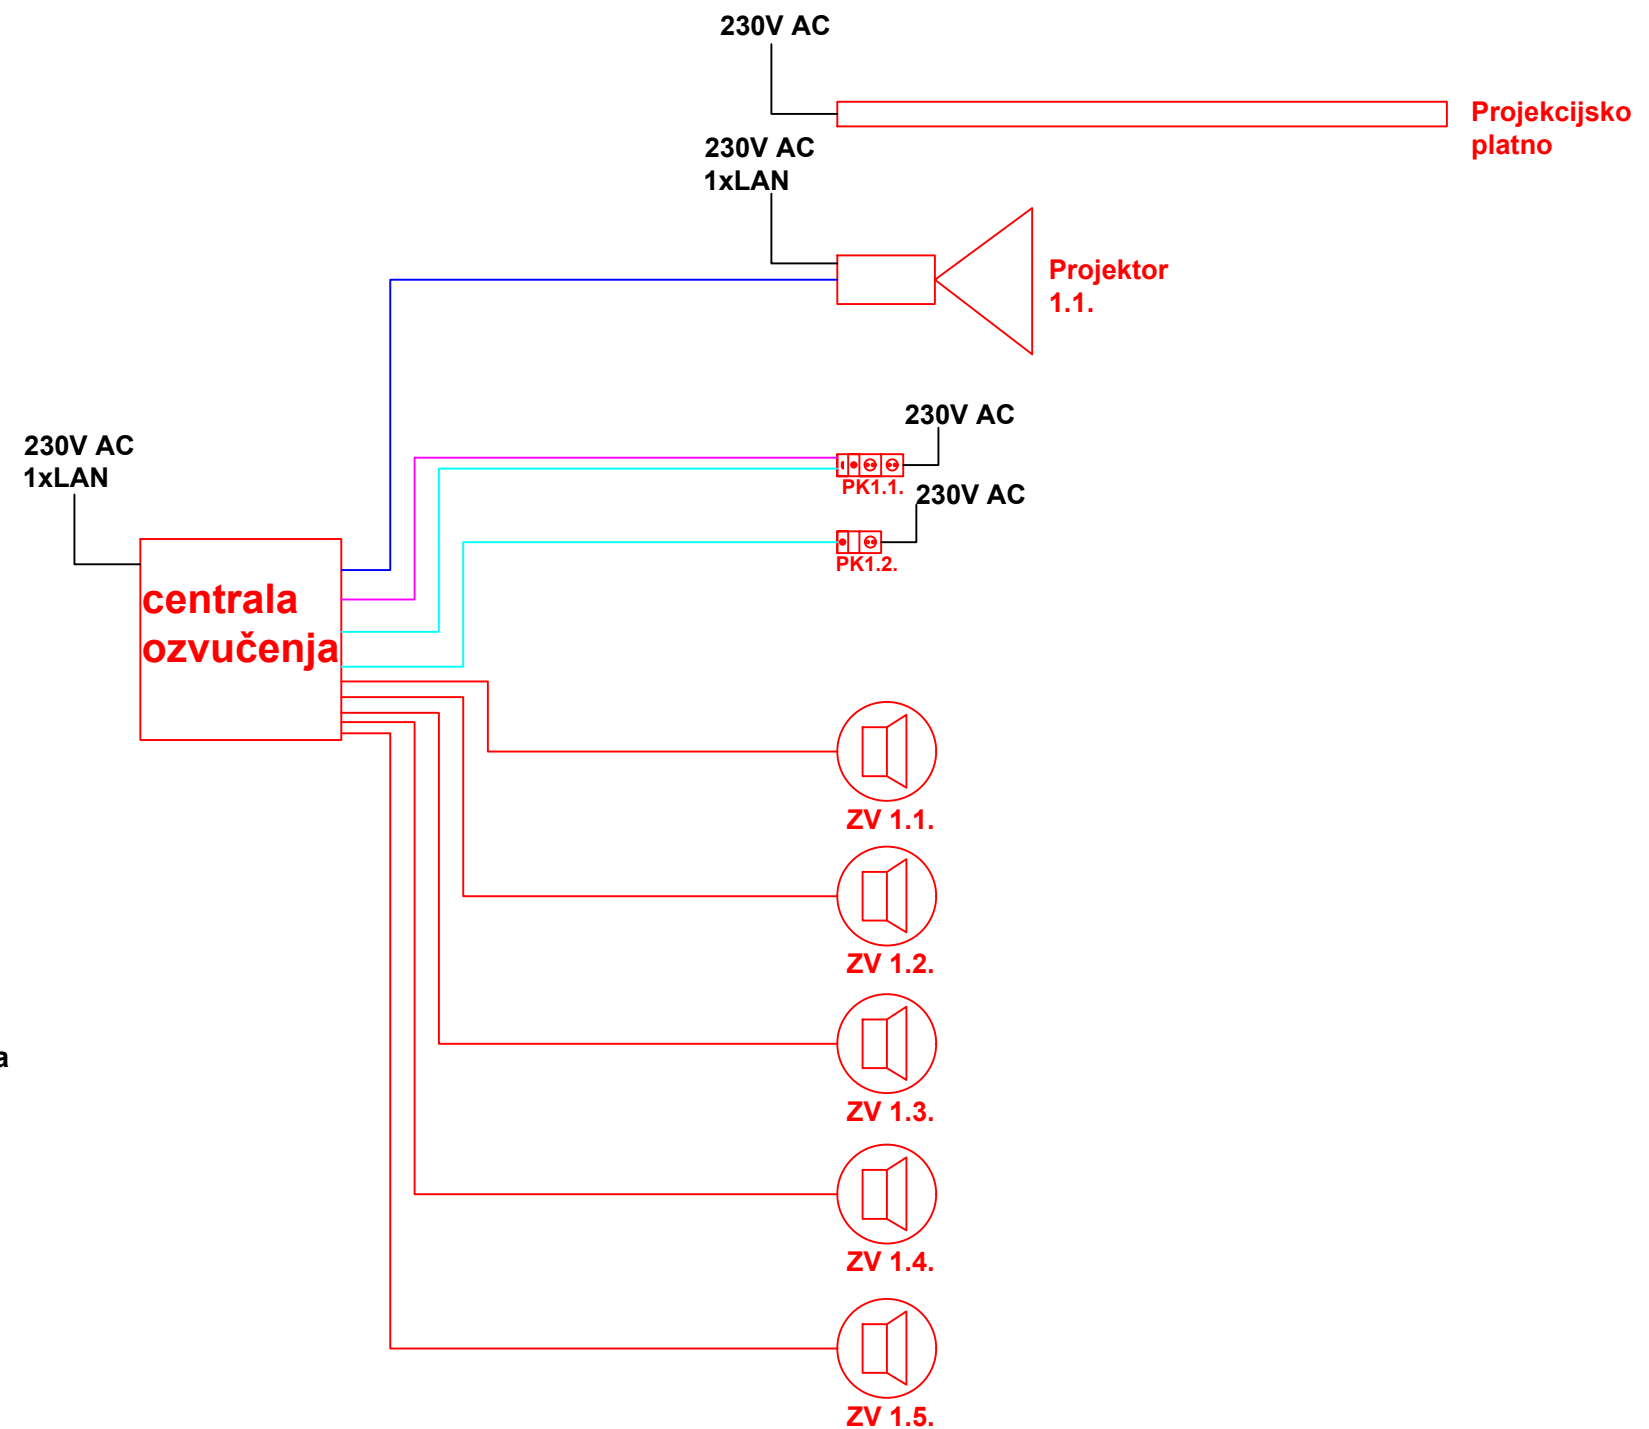 230V AC
Projekcijsko
platno
230V AC
1xLAN
Projektor
1.1.
230V AC
PK1.1.
230V AC
PK1.2.
230V AC
1xLAN
centrala
ozvučenja
ZV 1.1.
ZV 1.2.
ZV 1.3.
a
ZV 1.4.
ZV 1.5.